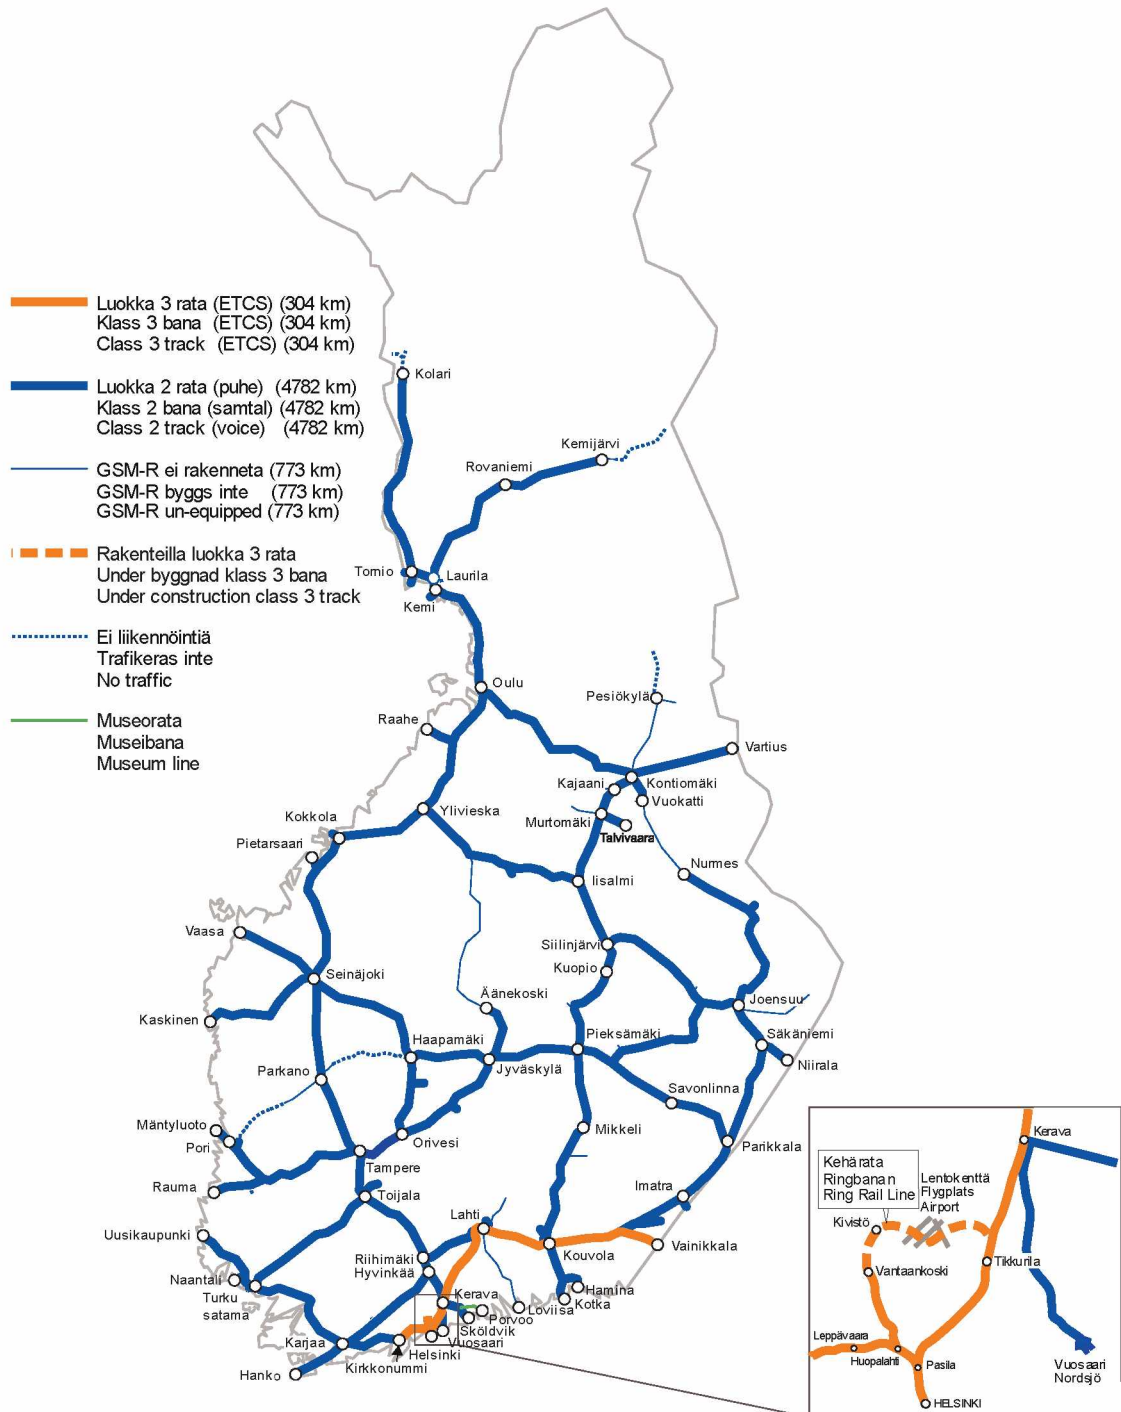 Luokka 3 rata (ETCS) (304 km)
Klass 3 bana (ETCS) (304 km)
Class 3 track (ETCS) (304 km)
Luokka 2 rata (puhe) (4782 km)
Klass 2 bana (samtal) (4782 km)
Class 2 track (voice) (4782 km)
GSM-R ei rakenneta (773 km)
GSM-R byggs inte (773 km)
GSM-R un-equipped (773 km)
Rakenteilla luokka 3 rata
Under byggnad klass 3 bana
Under construction class 3 track
Ei liikennöintiä
Trafikeras inte
No traffic
Museorata
Museibana
Museum line
Kolari
Kemijärvi
Rovaniemi
Tornio
Laurila
Kemi
Oulu
Pesiökylä
Raahe
Vartius
Kontiomäki
Kajaani
Vuokatti
Ylivieska
Murtomäki
Talvivaara
Kokkola
Pietarsaari
Nurmes
Iisalmi
Vaasa
Siilinjärvi
Kuopio
Seinäjoki
Äänekoski
Joensuu
Kaskinen
Haapamäki
Pieksämäki
Säkäniemi
Jyväskylä
Niirala
Parkano
Savonlinna
Mäntyluoto
Pori
Orivesi
Mikkeli
Parikkala
Tampere
Rauma
Toijala
Imatra
Lahti
Uusikaupunki
Kouvola
Vainikkala
Riihimäki
Hyvinkää
Naantali
Turku
satama
Kerava
Hamina
Kotka
Loviisa
Porvoo
Sköldvik
Vuosaari
Helsinki
Karjaa
Kirkkonummi
Hanko
Kerava
Kehärata
Ringbanan
Ring Rail Line
Lentokenttä
Flygplats
Airport
Kivistö
Tikkurila
Vantaankoski
Leppävaara
Huopalahti
Pasila
Vuosaari
Nordsjö
HELSINKI